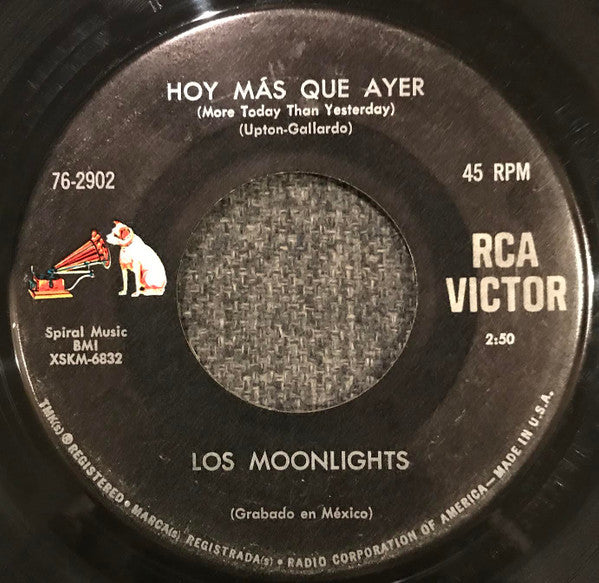 HOY MÁS QUE AYER
(More Today Than Yesterday)
(Upton-Gallardo)
76-2902
45 RPM
RCA
VICTOR
Spiral Music
BMI
XSKM-6832
2:50
LOS MOONLIGHTS
(Grabado en México)
TMK(s) ® REGISTERED • MARCA(s) REGISTRADA(s) • RADIO CORPORATION OF AMERICA—MADE IN U.S.A.